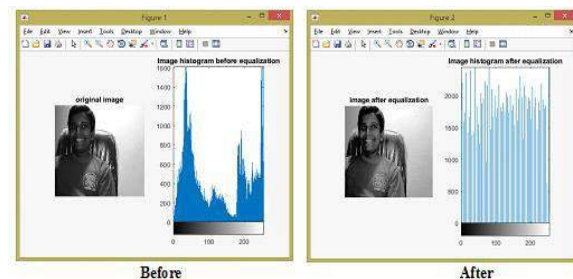 Figure 1
File Edit View Insert Tools Desktop Window Help
original image
Image histogram before equalization
1600
1400
1200
1000
800
600
400
200
0
0 100 200
Before
Figure 2
File Edit View Insert Tools Desktop Window Help
image after equalization
Image histogram after equalization
2000
1500
1000
500
0
0 100 200
After